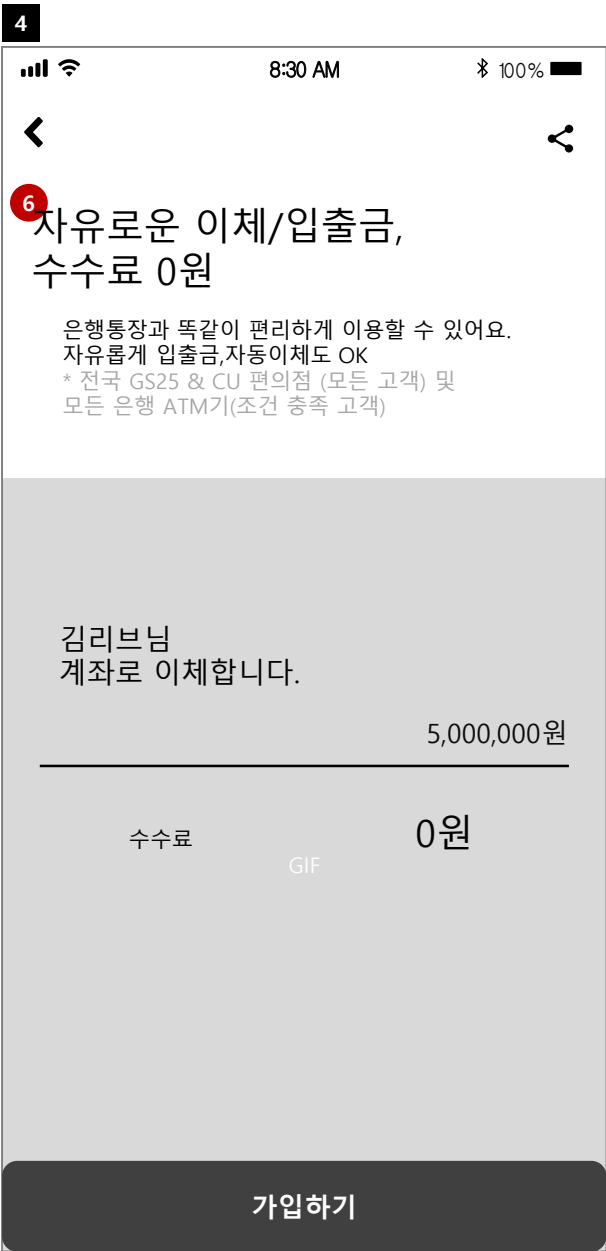 4
8:30 AM
100%
6
자유로운 이체/입출금,
수수료 0원
은행통장과 똑같이 편리하게 이용할 수 있어요.
자유롭게 입출금,자동이체도 OK
* 전국 GS25 & CU 편의점 (모든 고객) 및
모든 은행 ATM기(조건 충족 고객)
김리브님
계좌로 이체합니다.
5,000,000원
수수료 0원
GIF
가입하기